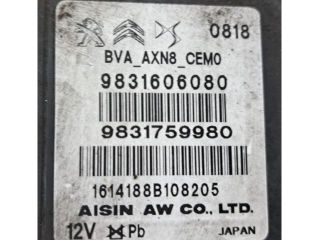 0818
BVA_AXN8_CEM0
9831606080
9831759980
1614188B108205
AISIN AW CO., LTD.
12V Pb JAPAN